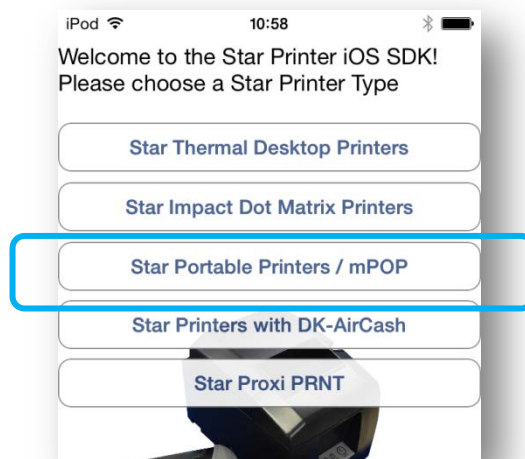 iPod 10:58
Welcome to the Star Printer iOS SDK!
Please choose a Star Printer Type
Star Thermal Desktop Printers
Star Impact Dot Matrix Printers
Star Portable Printers / mPOP
Star Printers with DK-AirCash
Star Proxi PRNT